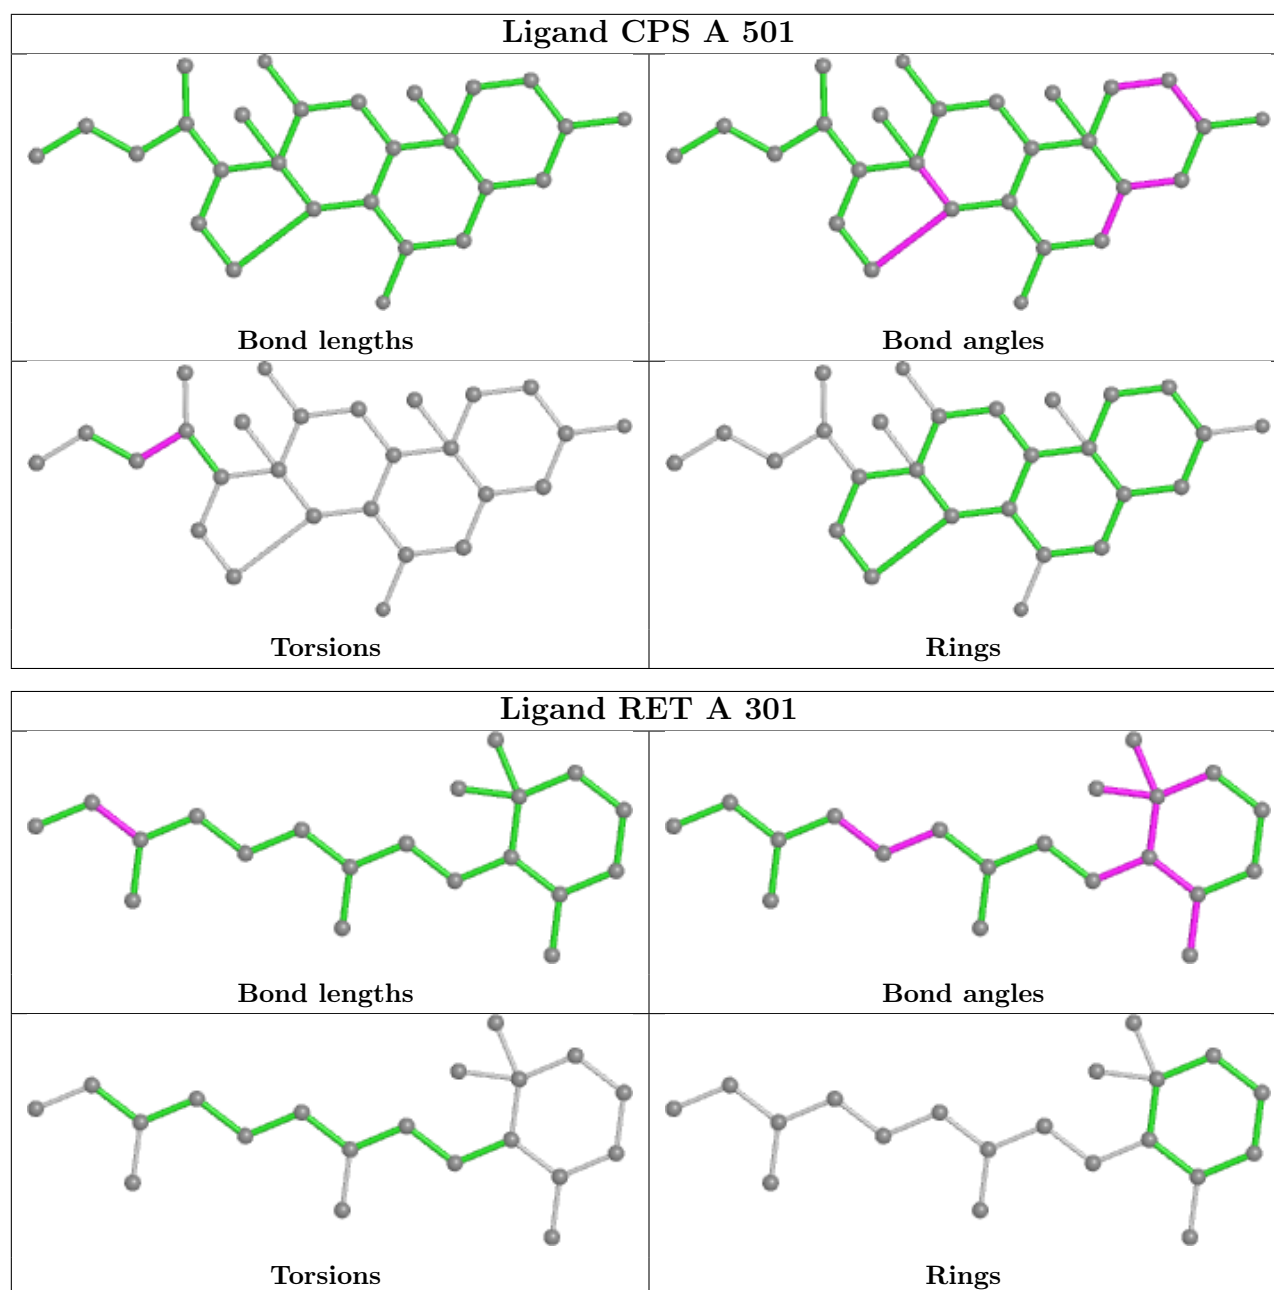 Ligand CPS A 501
Bond lengths
Bond angles
Torsions
Rings
Ligand RET A 301
Bond lengths
Bond angles
Torsions
Rings